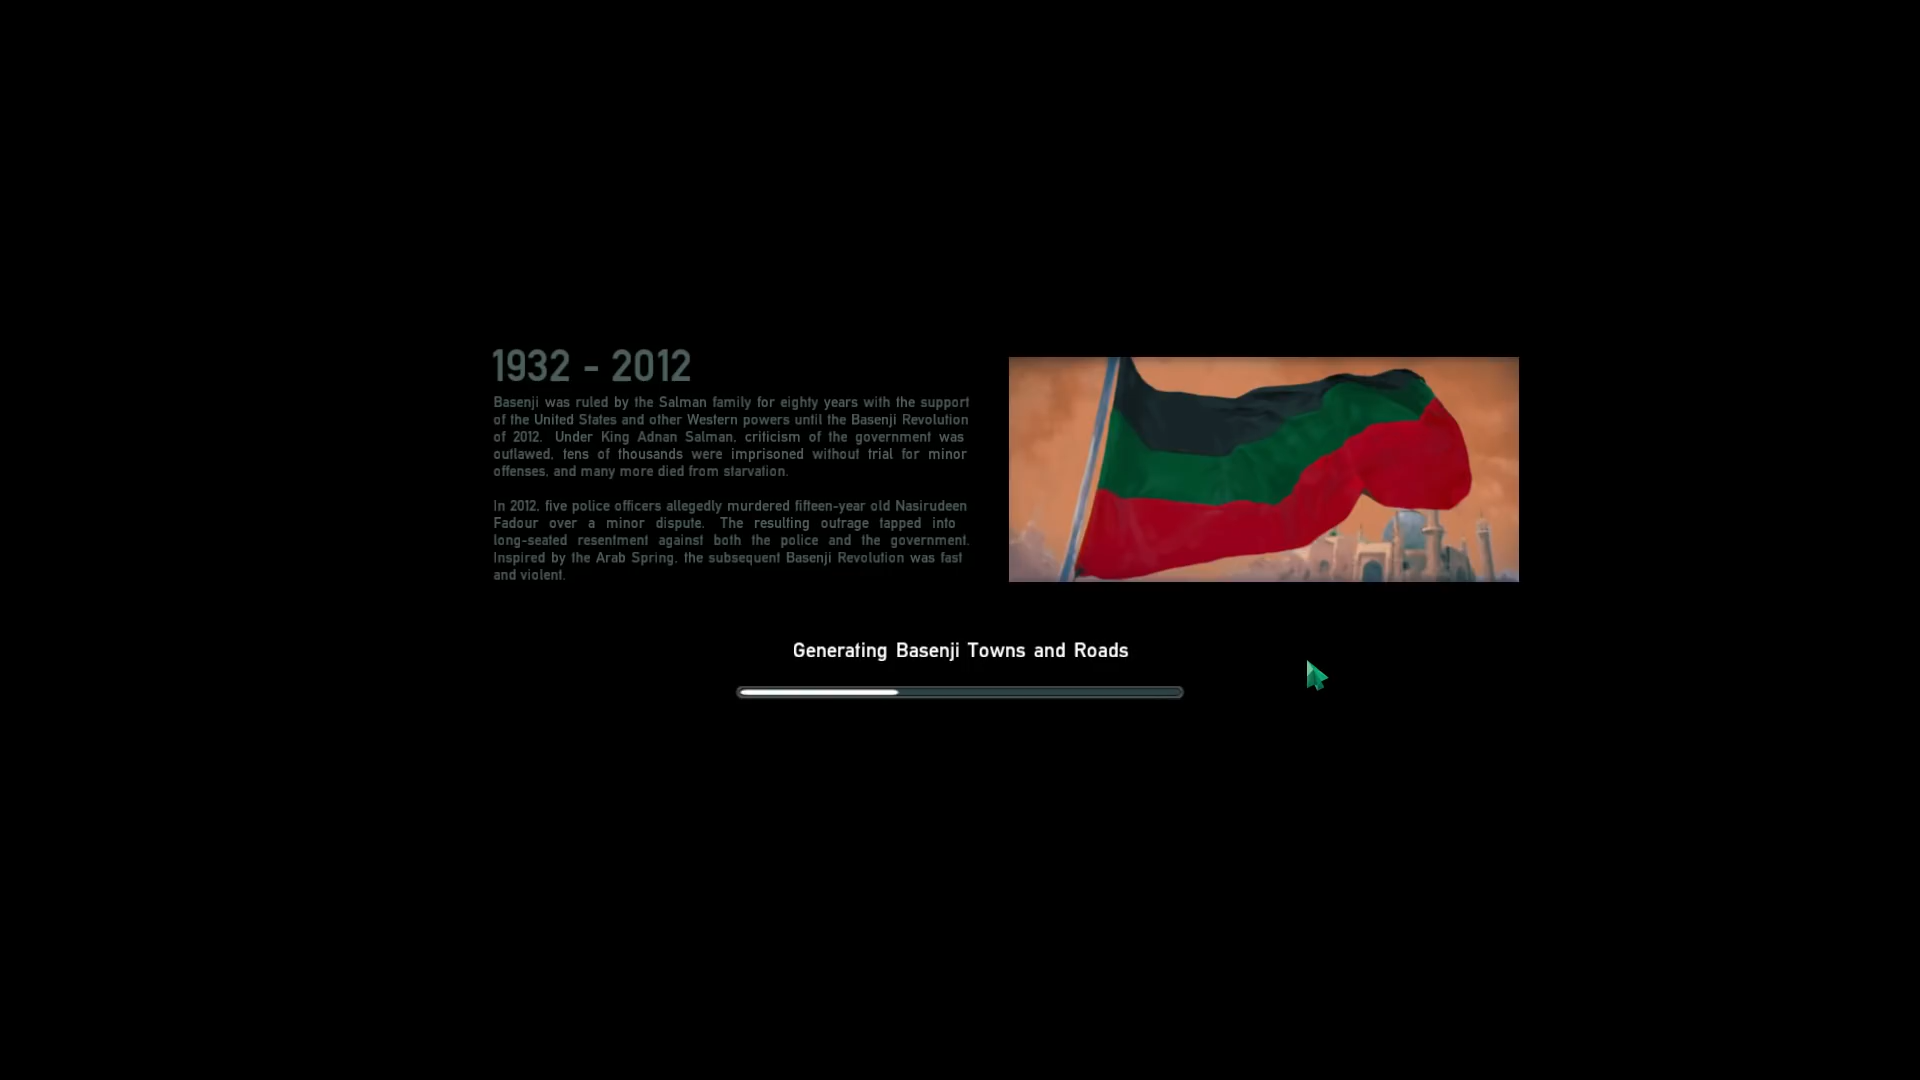 1932 - 2012
Basenji was ruled by the Salman family for eighty years with the support
of the United States and other Western powers until the Basenji Revolution
of 2012. Under King Adnan Salman, criticism of the government was
outlawed, tens of thousands were imprisoned without trial for minor
offenses, and many more died from starvation.
In 2012, five police officers allegedly murdered fifteen-year old Nasirudeen
Fadour over a minor dispute. The resulting outrage tapped into
long-seated resentment against both the police and the government.
Inspired by the Arab Spring, the subsequent Basenji Revolution was fast
and violent.
Generating Basenji Towns and Roads